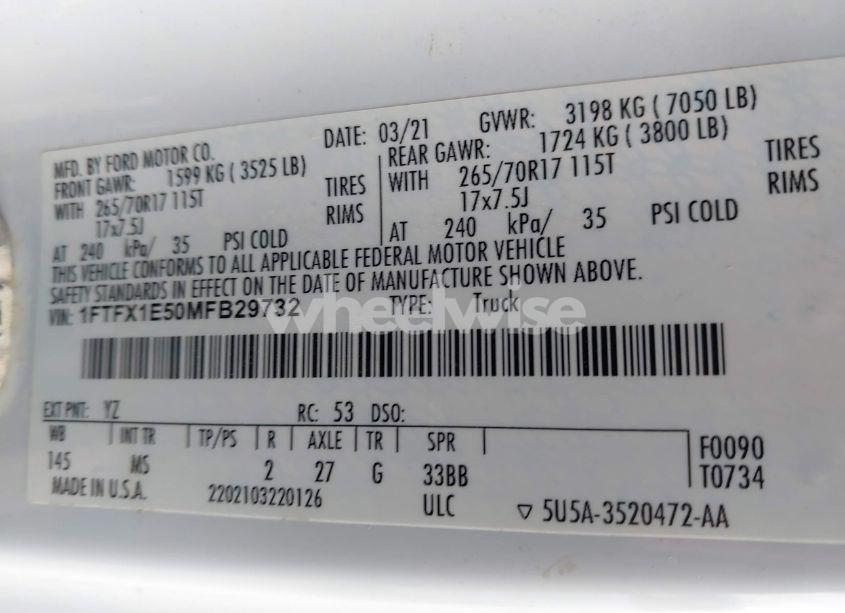 MFD. BY FORD MOTOR CO. DATE: 03/21 GVWR: 3198 KG ( 7050 LB)
FRONT GAWR: 1599 KG ( 3525 LB) REAR GAWR: 1724 KG ( 3800 LB)
WITH 265/70R17 115T TIRES WITH 265/70R17 115T TIRES
17x7.5J RIMS 17x7.5J RIMS
AT 240 kPa/ 35 PSI COLD AT 240 kPa/ 35 PSI COLD
THIS VEHICLE CONFORMS TO ALL APPLICABLE FEDERAL MOTOR VEHICLE
SAFETY STANDARDS IN EFFECT ON THE DATE OF MANUFACTURE SHOWN ABOVE.
VIN: 1FTFX1E50MFB29732 TYPE: Truck
wheelwise
EXT PNT: YZ RC: 53 DSO:
WB INT TR TP/PS R AXLE TR SPR
145 MS 2 27 G 33BB
F0090
T0734
MADE IN U.S.A. 2202103220126 ULC ▽ 5U5A-3520472-AA